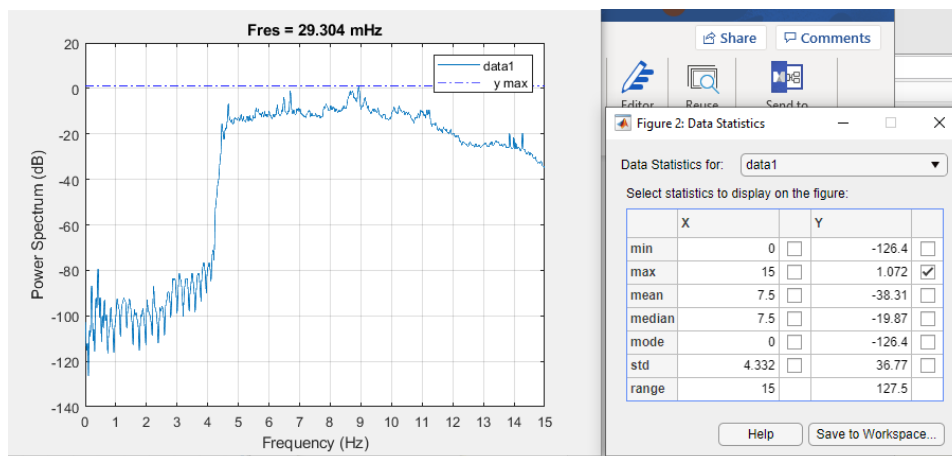 Fres = 29.304 mHz
data1
y max
20
0
-20
-40
-60
-80
-100
-120
-140
Power Spectrum (dB)
0 1 2 3 4 5 6 7 8 9 10 11 12 13 14 15
Frequency (Hz)
Share
Comments
Editor
Reuse
Send to
Figure 2: Data Statistics
Data Statistics for:
data1
Select statistics to display on the figure:
X Y
min 0 -126.4
max 15 1.072
mean 7.5 -38.31
median 7.5 -19.87
mode 0 -126.4
std 4.332 36.77
range 15 127.5
Help
Save to Workspace...